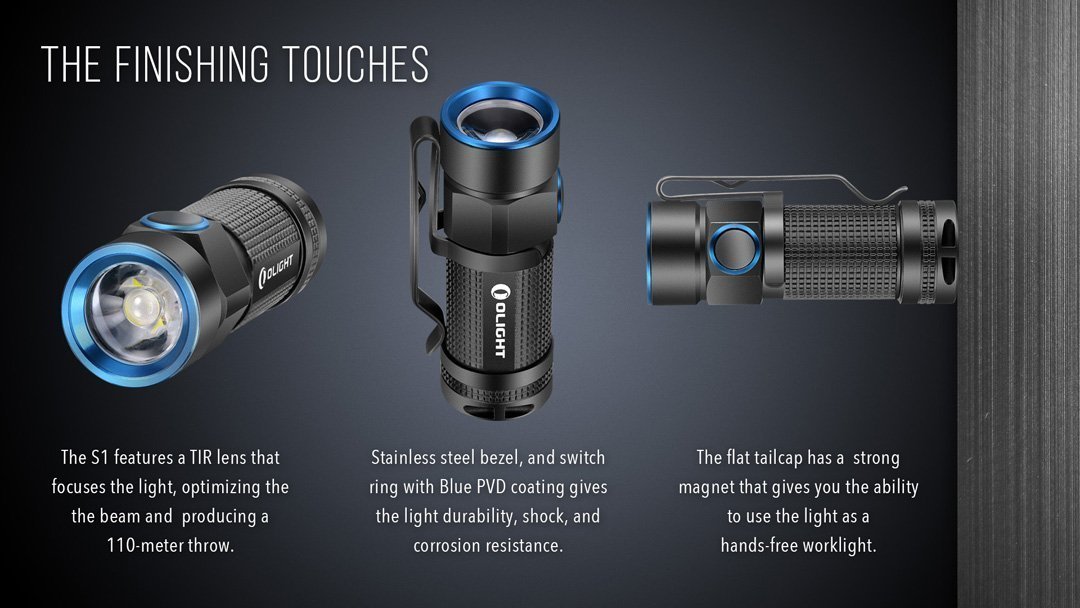 THE FINISHING TOUCHES
OLIGHT
OLIGHT
The S1 features a TIR lens that
focuses the light, optimizing the
the beam and producing a
110-meter throw.
Stainless steel bezel, and switch
ring with Blue PVD coating gives
the light durability, shock, and
corrosion resistance.
The flat tailcap has a strong
magnet that gives you the ability
to use the light as a
hands-free worklight.